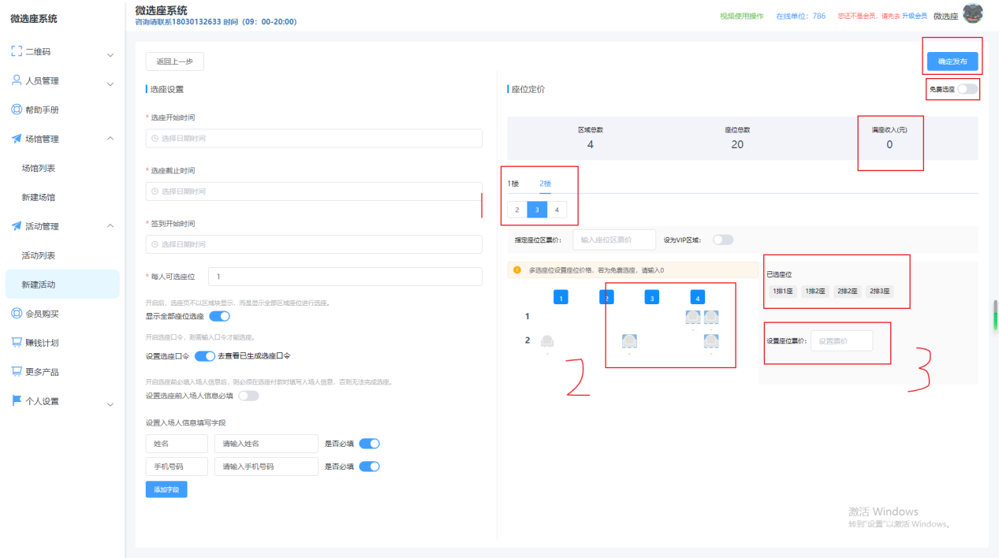 微选座系统
微选座系统
咨询请联系18030132633 时间（09：00-20:00）
视频使用操作 在线单位：786 您还不是会员，请先去 升级会员 微选座
二维码
人员管理
帮助手册
场馆管理
场馆列表
新建场馆
活动管理
活动列表
新建活动
会员购买
赚钱计划
更多产品
个人设置
返回上一步
确定发布
选座设置
* 选座开始时间
选择日期时间
* 选座截止时间
选择日期时间
* 签到开始时间
选择日期时间
* 每人可选座位 1
开启后，选座页不以区域块显示，而是显示全部区域座位进行选座。
显示全部座位选座
开启选座口令，则需输入口令才能选座。
设置选座口令 去查看已生成选座口令
开启选座前必填入场人信息后，则必须在选座付款时填写入场人信息，否则无法完成选座。
设置选座前入场人信息必填
设置入场人信息填写字段
姓名 请输入姓名 是否必填
手机号码 请输入手机号码 是否必填
添加字段
座位定价
免费选座
区域总数 座位总数 满座收入(元)
4 20 0
1楼 2楼
2 3 4
指定座位区票价： 输入座位区票价 设为VIP区域：
! 多选座位设置座位价格，若为免费选座，请输入0
1 2 3 4
1
2
- -
- - -
已选座位
1排1座 1排2座 2排2座 2排3座
设置座位票价： 设置票价
2
3
激活 Windows
转到"设置"以激活 Windows。